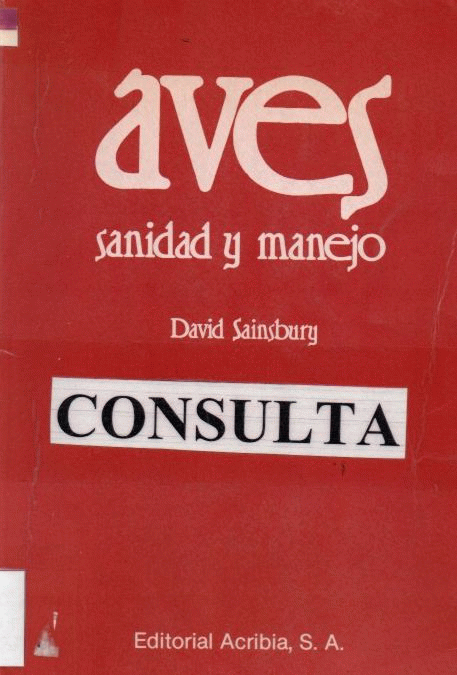 aves
sanidad y manejo
David Sainsbury
CONSULTA
Editorial Acribia, S. A.